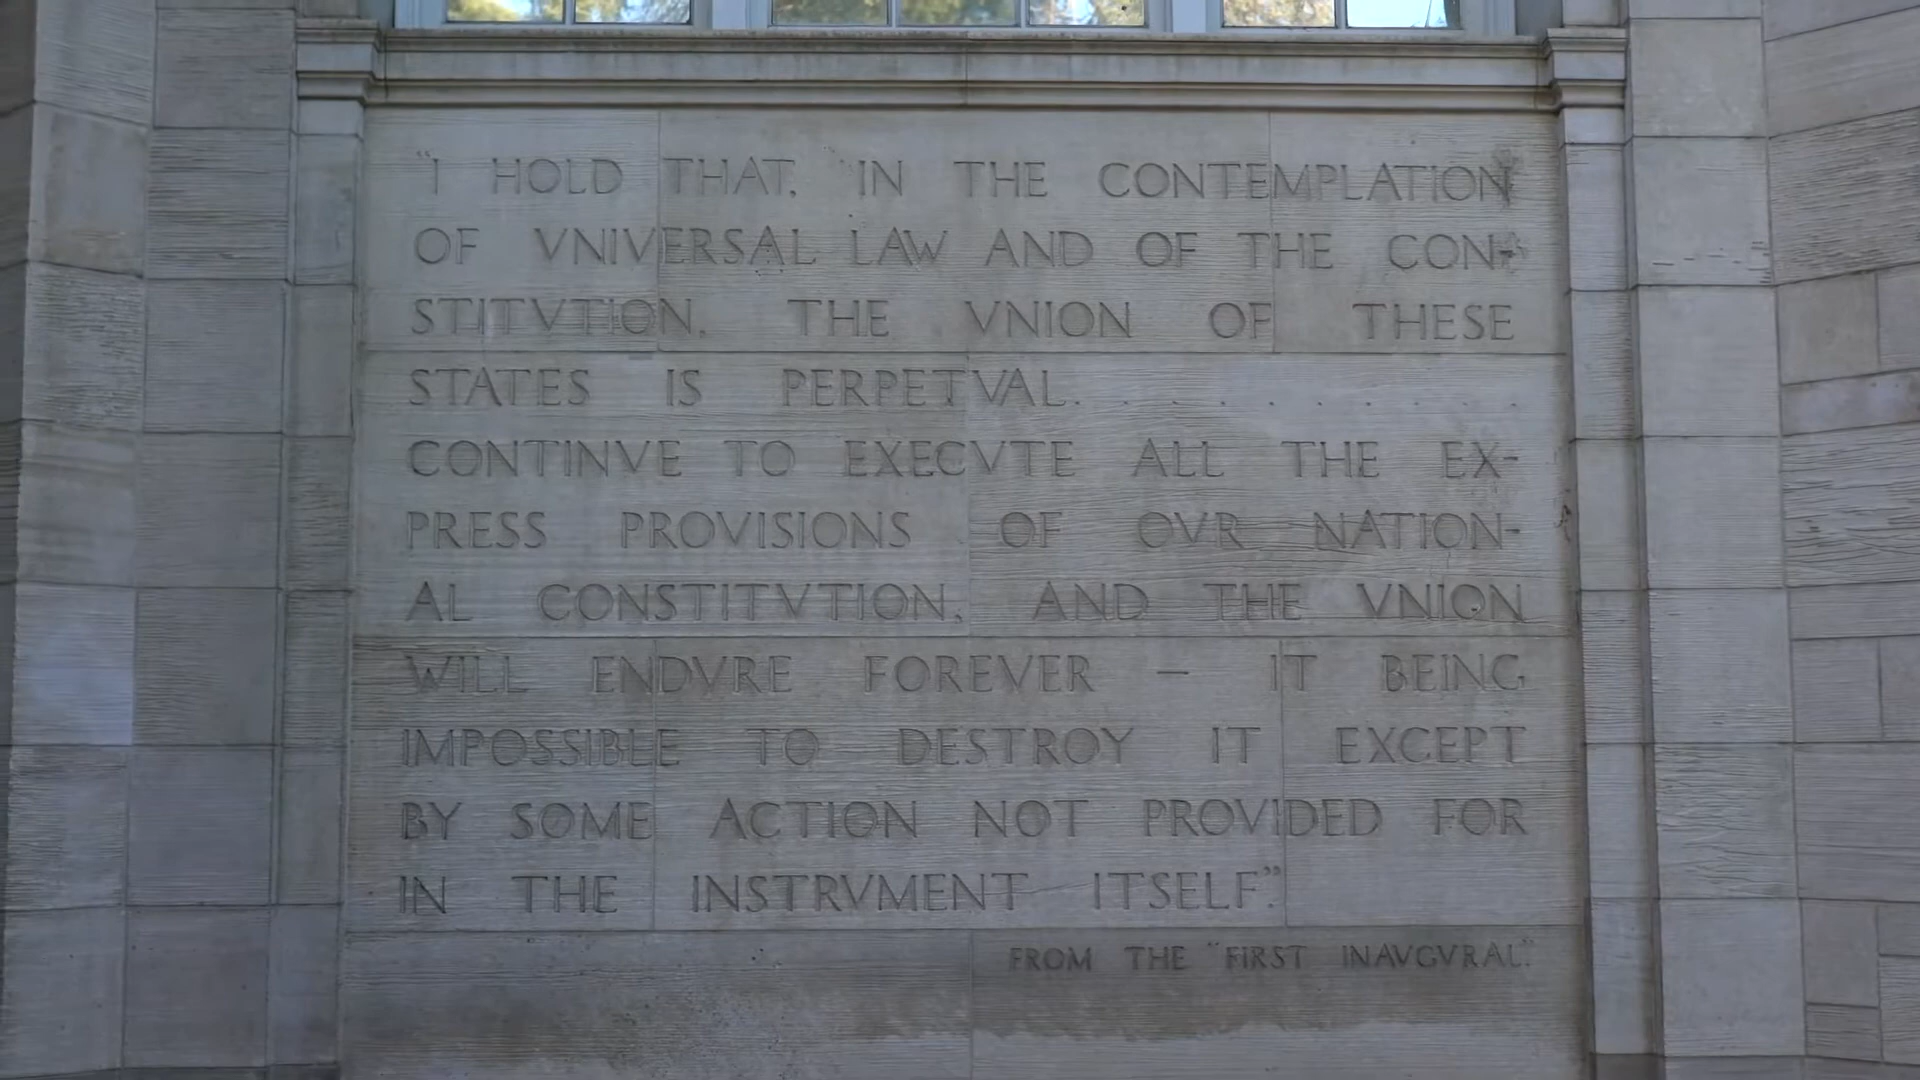 "I HOLD THAT, IN THE CONTEMPLATION
OF VNIVERSAL LAW AND OF THE CON-
STITVTION, THE VNION OF THESE
STATES IS PERPETVAL. . . . . . . . . . .
CONTINVE TO EXECVTE ALL THE EX-
PRESS PROVISIONS OF OVR NATION-
AL CONSTITVTION, AND THE VNION
WILL ENDVRE FOREVER — IT BEING
IMPOSSIBLE TO DESTROY IT EXCEPT
BY SOME ACTION NOT PROVIDED FOR
IN THE INSTRVMENT ITSELF."
FROM THE "FIRST INAVGVRAL".